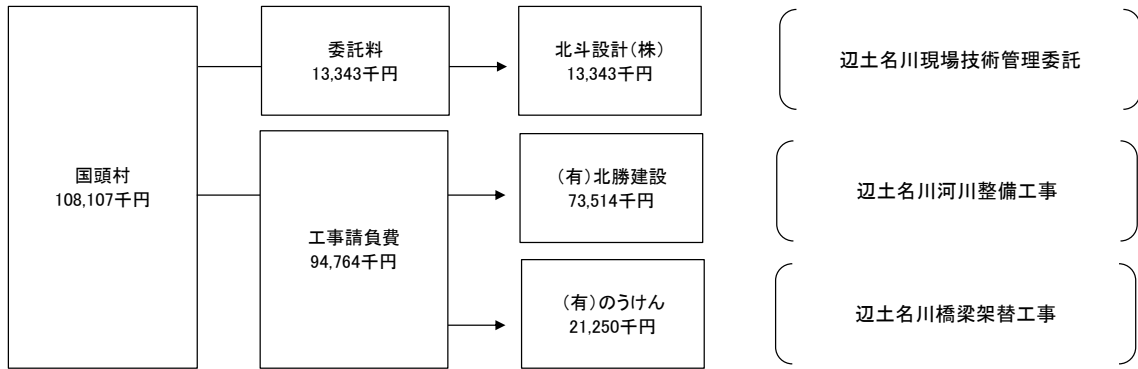 国頭村
108,107千円
委託料
13,343千円
北斗設計(株)
13,343千円
辺土名川現場技術管理委託
工事請負費
94,764千円
(有)北勝建設
73,514千円
辺土名川河川整備工事
(有)のうけん
21,250千円
辺土名川橋梁架替工事